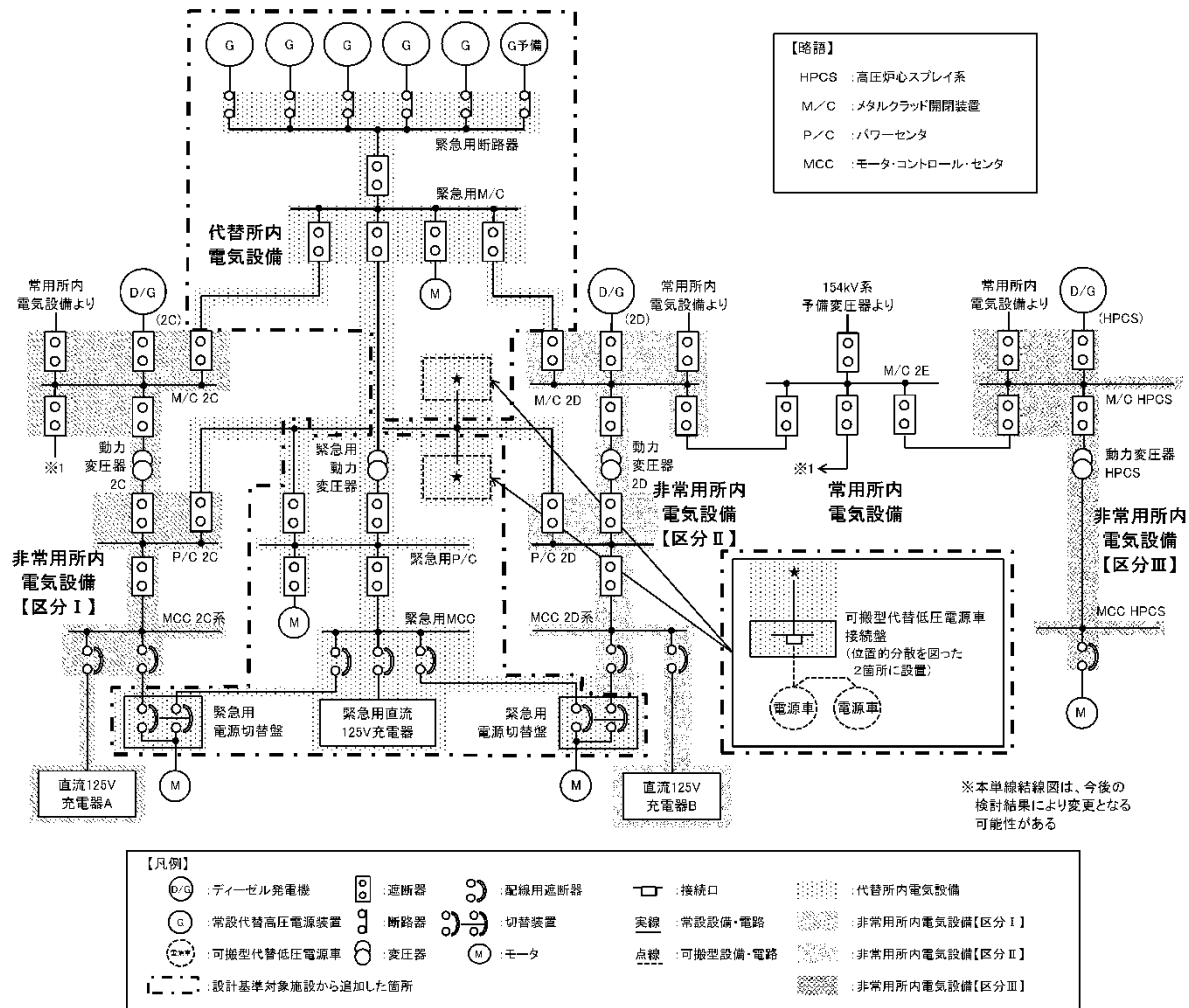 G
G
G
G
G
G予備
緊急用断路器
【略語】
HPCS ：高圧炉心スプレイ系
M／C ：メタルクラッド開閉装置
P／C ：パワーセンタ
MCC ：モータ・コントロール・センタ
緊急用M/C
代替所内
電気設備
M
常用所内
電気設備より
D/G
(2C)
D/G
(2D)
常用所内
電気設備より
154kV系
予備変圧器より
常用所内
電気設備より
D/G
(HPCS)
M/C 2C
M/C 2D
M/C 2E
M/C HPCS
※1
動力
変圧器
2C
緊急用
動力
変圧器
動力
変圧器
2D
※1
動力変圧器
HPCS
常用所内
電気設備
非常用所内
電気設備
【区分Ⅱ】
非常用所内
電気設備
【区分Ⅲ】
P/C 2C
緊急用P/C
P/C 2D
非常用所内
電気設備
【区分Ⅰ】
M
MCC 2C系
緊急用MCC
MCC 2D系
MCC HPCS
可搬型代替低圧電源車
接続盤
(位置的分散を図った
2箇所に設置)
電源車
電源車
M
緊急用
電源切替盤
緊急用直流
125V充電器
緊急用
電源切替盤
直流125V
充電器A
M
M
直流125V
充電器B
※本単線結線図は、今後の
検討結果により変更となる
可能性がある
【凡例】
D/G ：ディーゼル発電機
：遮断器
：配線用遮断器
：接続口
：代替所内電気設備
G ：常設代替高圧電源装置
：断路器
：切替装置
実線 ：常設設備・電路
：非常用所内電気設備【区分Ⅰ】
電源車 ：可搬型代替低圧電源車
：変圧器
M ：モータ
点線 ：可搬型設備・電路
：非常用所内電気設備【区分Ⅱ】
：設計基準対象施設から追加した箇所
：非常用所内電気設備【区分Ⅲ】